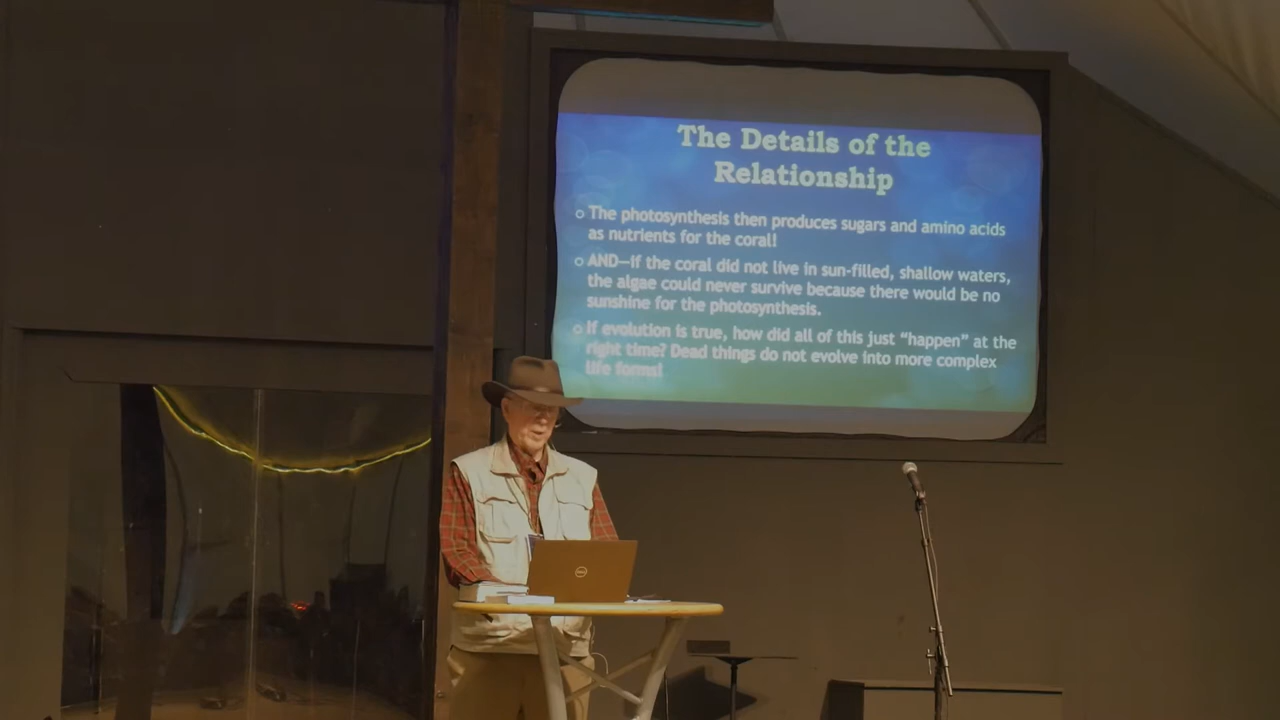 The Details of the
Relationship
The photosynthesis then produces sugars and amino acids
as nutrients for the coral!
AND—if the coral did not live in sun-filled, shallow waters,
the algae could never survive because there would be no
sunshine for the photosynthesis.
If evolution is true, how did all of this just “happen” at the
right time? Dead things do not evolve into more complex
life forms!
DELL